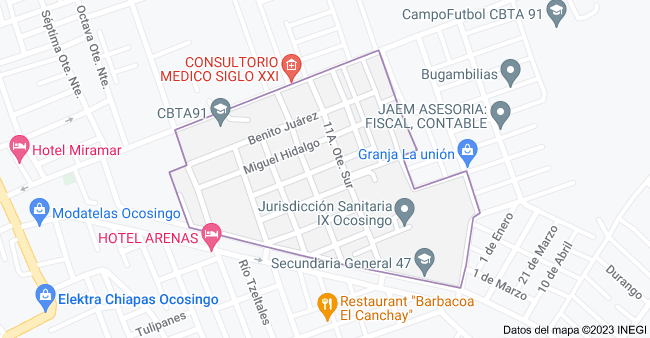 CampoFutbol CBTA 91
Séptima Ote. Nte.
Octava Ote. Nte.
CONSULTORIO
MEDICO SIGLO XXI
Bugambilias
CBTA91
JAEM ASESORIA:
FISCAL, CONTABLE
Benito Juárez
11A. Ote. Sur
Hotel Miramar
Miguel Hidalgo
Granja La unión
Modatelas Ocosingo
Jurisdicción Sanitaria
IX Ocosingo
HOTEL ARENAS
1 de Enero
21 de Marzo
10 de Abril
Durango
Secundaria General 47
1 de Marzo
Río Tzeltales
Elektra Chiapas Ocosingo
Restaurant "Barbacoa
El Canchay"
Tulipanes
Datos del mapa ©2023 INEGI